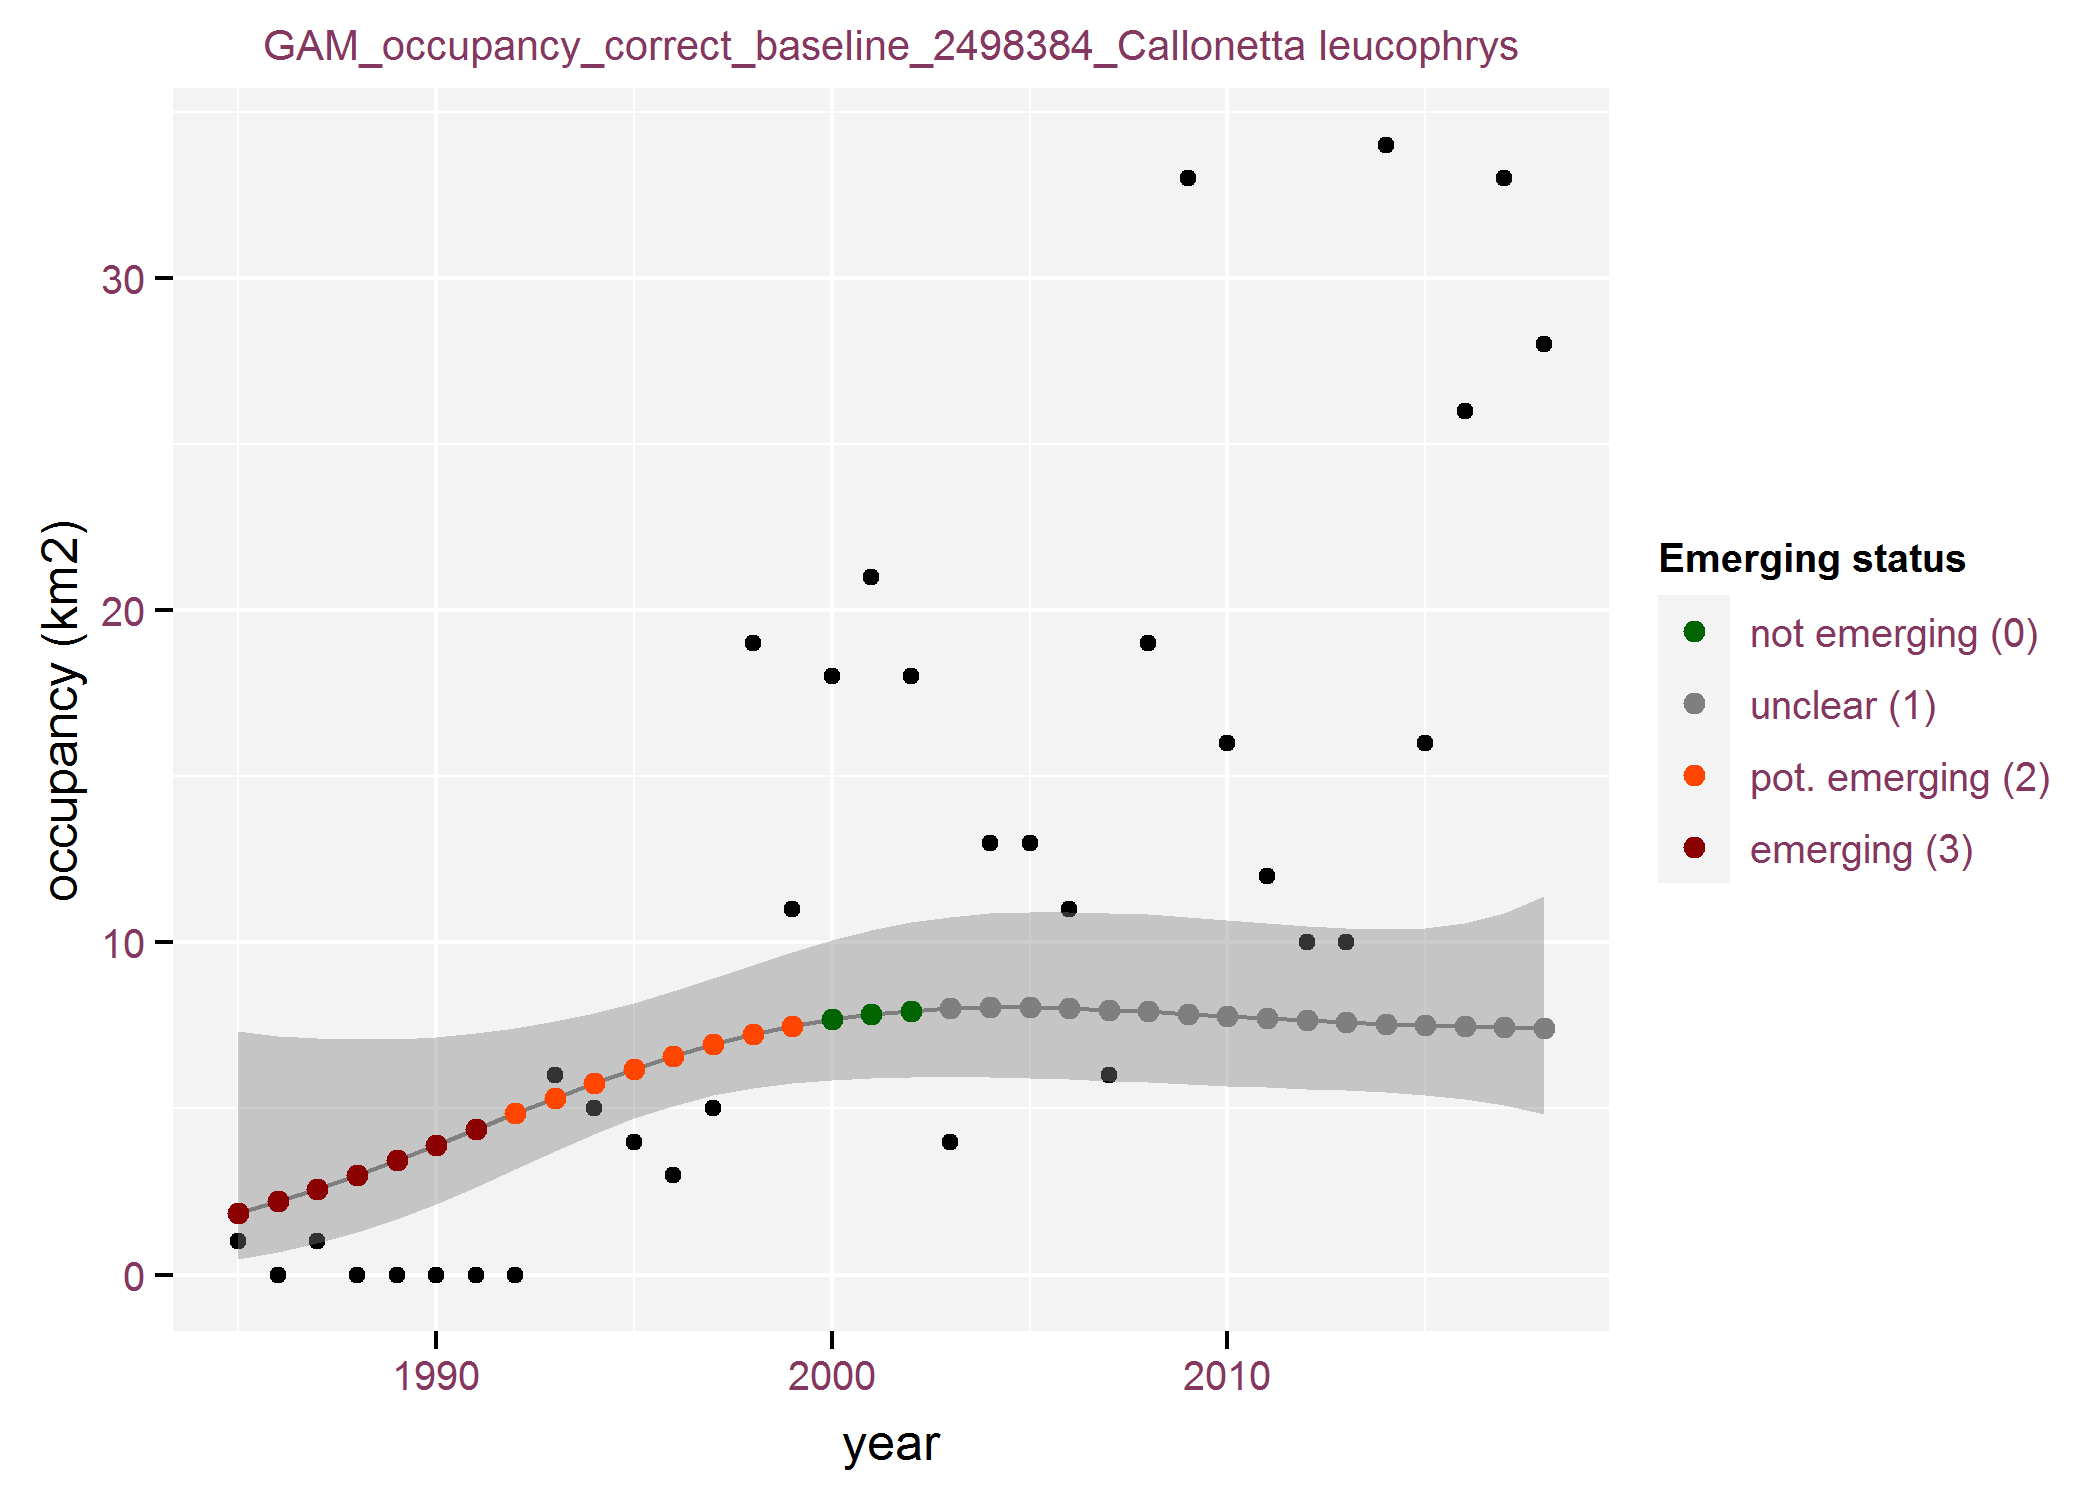 GAM_occupancy_correct_baseline_2498384_Callonetta leucophrys
occupancy (km2)
30
20
10
0
1990
2000
2010
year
Emerging status
not emerging (0)
unclear (1)
pot. emerging (2)
emerging (3)